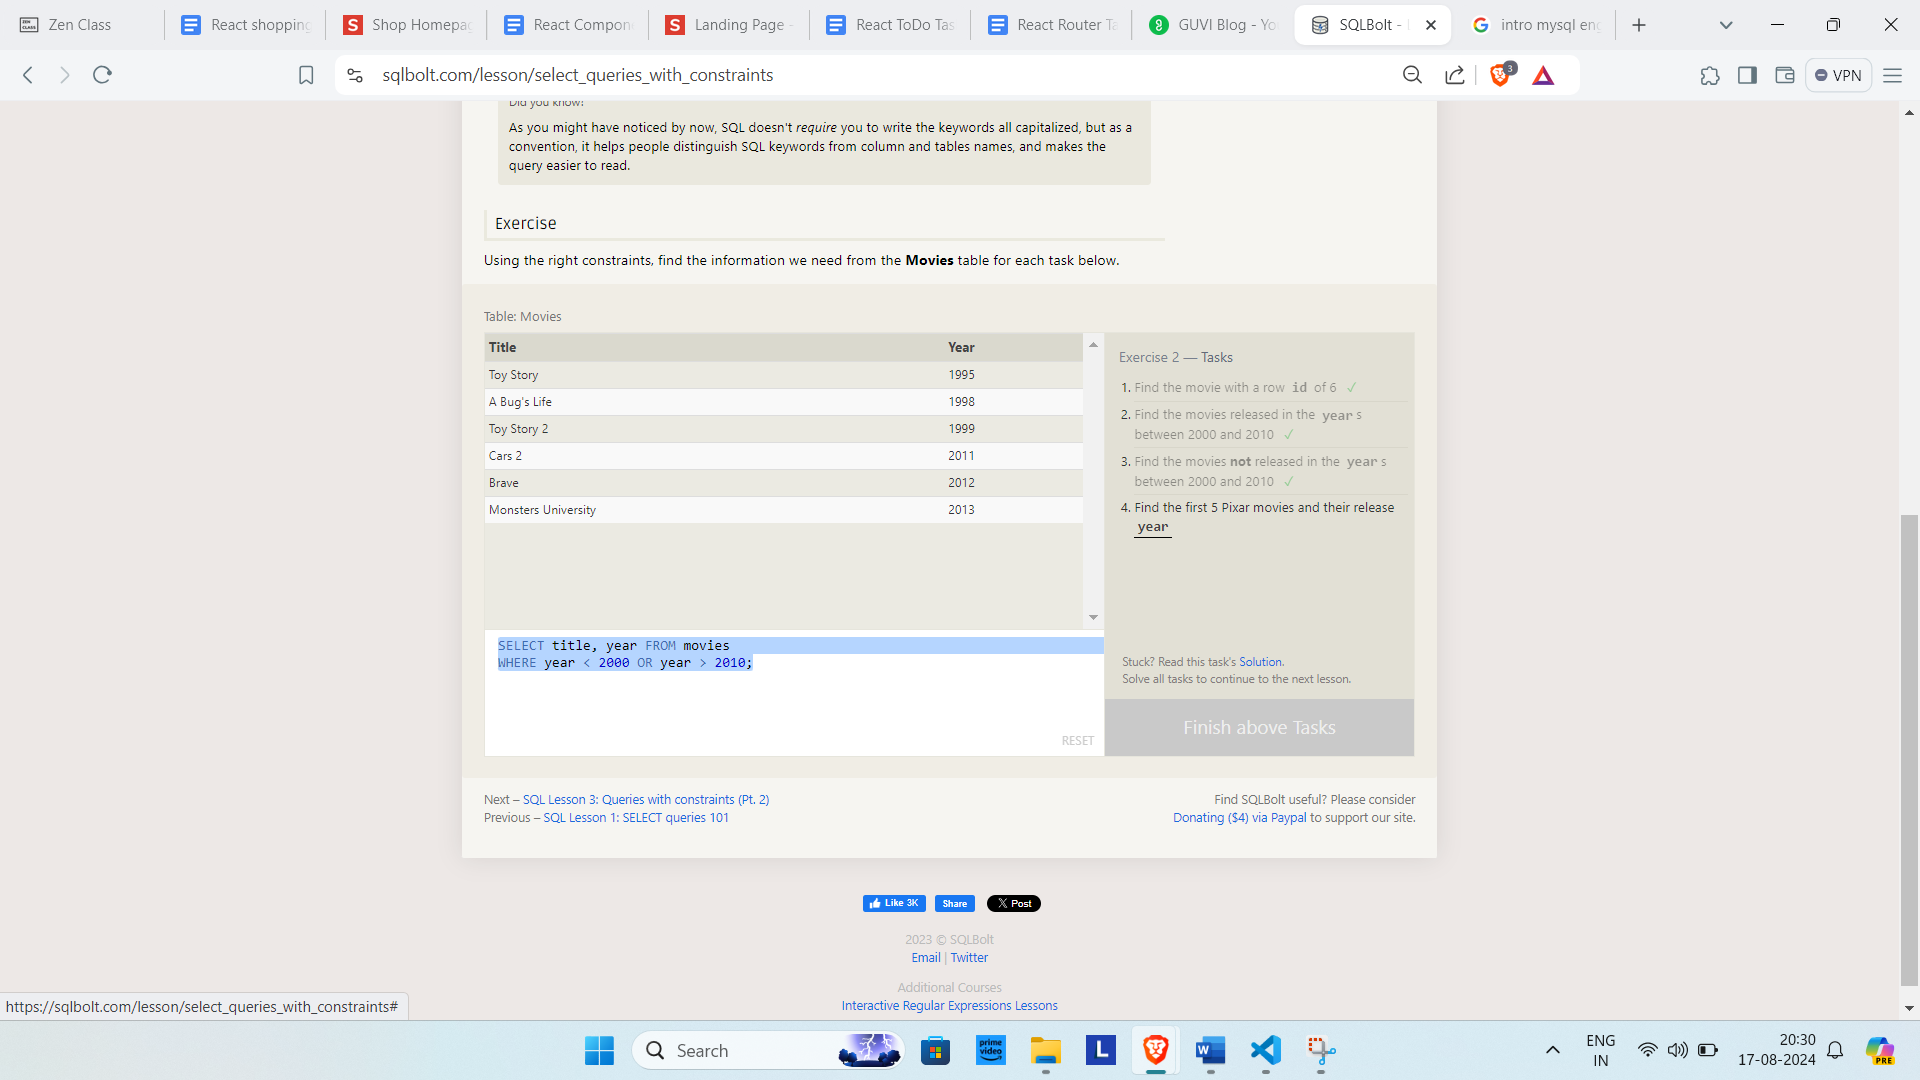 Zen Class
React shopping
Shop Homepag
React Compon
Landing Page -
React ToDo Tas
React Router Ta
GUVI Blog - Yo
SQLBolt -
intro mysql eng
sqlbolt.com/lesson/select_queries_with_constraints
3
VPN
Did you know?
As you might have noticed by now, SQL doesn't require you to write the keywords all capitalized, but as a
convention, it helps people distinguish SQL keywords from column and tables names, and makes the
query easier to read.
Exercise
Using the right constraints, find the information we need from the Movies table for each task below.
Table: Movies
Title Year
Toy Story 1995
A Bug's Life 1998
Toy Story 2 1999
Cars 2 2011
Brave 2012
Monsters University 2013
SELECT title, year FROM movies
WHERE year < 2000 OR year > 2010;
RESET
Exercise 2 — Tasks
1. Find the movie with a row id of 6 ✓
2. Find the movies released in the year s
between 2000 and 2010 ✓
3. Find the movies not released in the year s
between 2000 and 2010 ✓
4. Find the first 5 Pixar movies and their release
year
Stuck? Read this task's Solution.
Solve all tasks to continue to the next lesson.
Finish above Tasks
Next – SQL Lesson 3: Queries with constraints (Pt. 2)
Previous – SQL Lesson 1: SELECT queries 101
Find SQLBolt useful? Please consider
Donating ($4) via Paypal to support our site.
Like 3K
Share
X Post
2023 © SQLBolt
Email | Twitter
Additional Courses
Interactive Regular Expressions Lessons
https://sqlbolt.com/lesson/select_queries_with_constraints#
Search
prime video
L
W
PRE
ENG
IN
20:30
17-08-2024